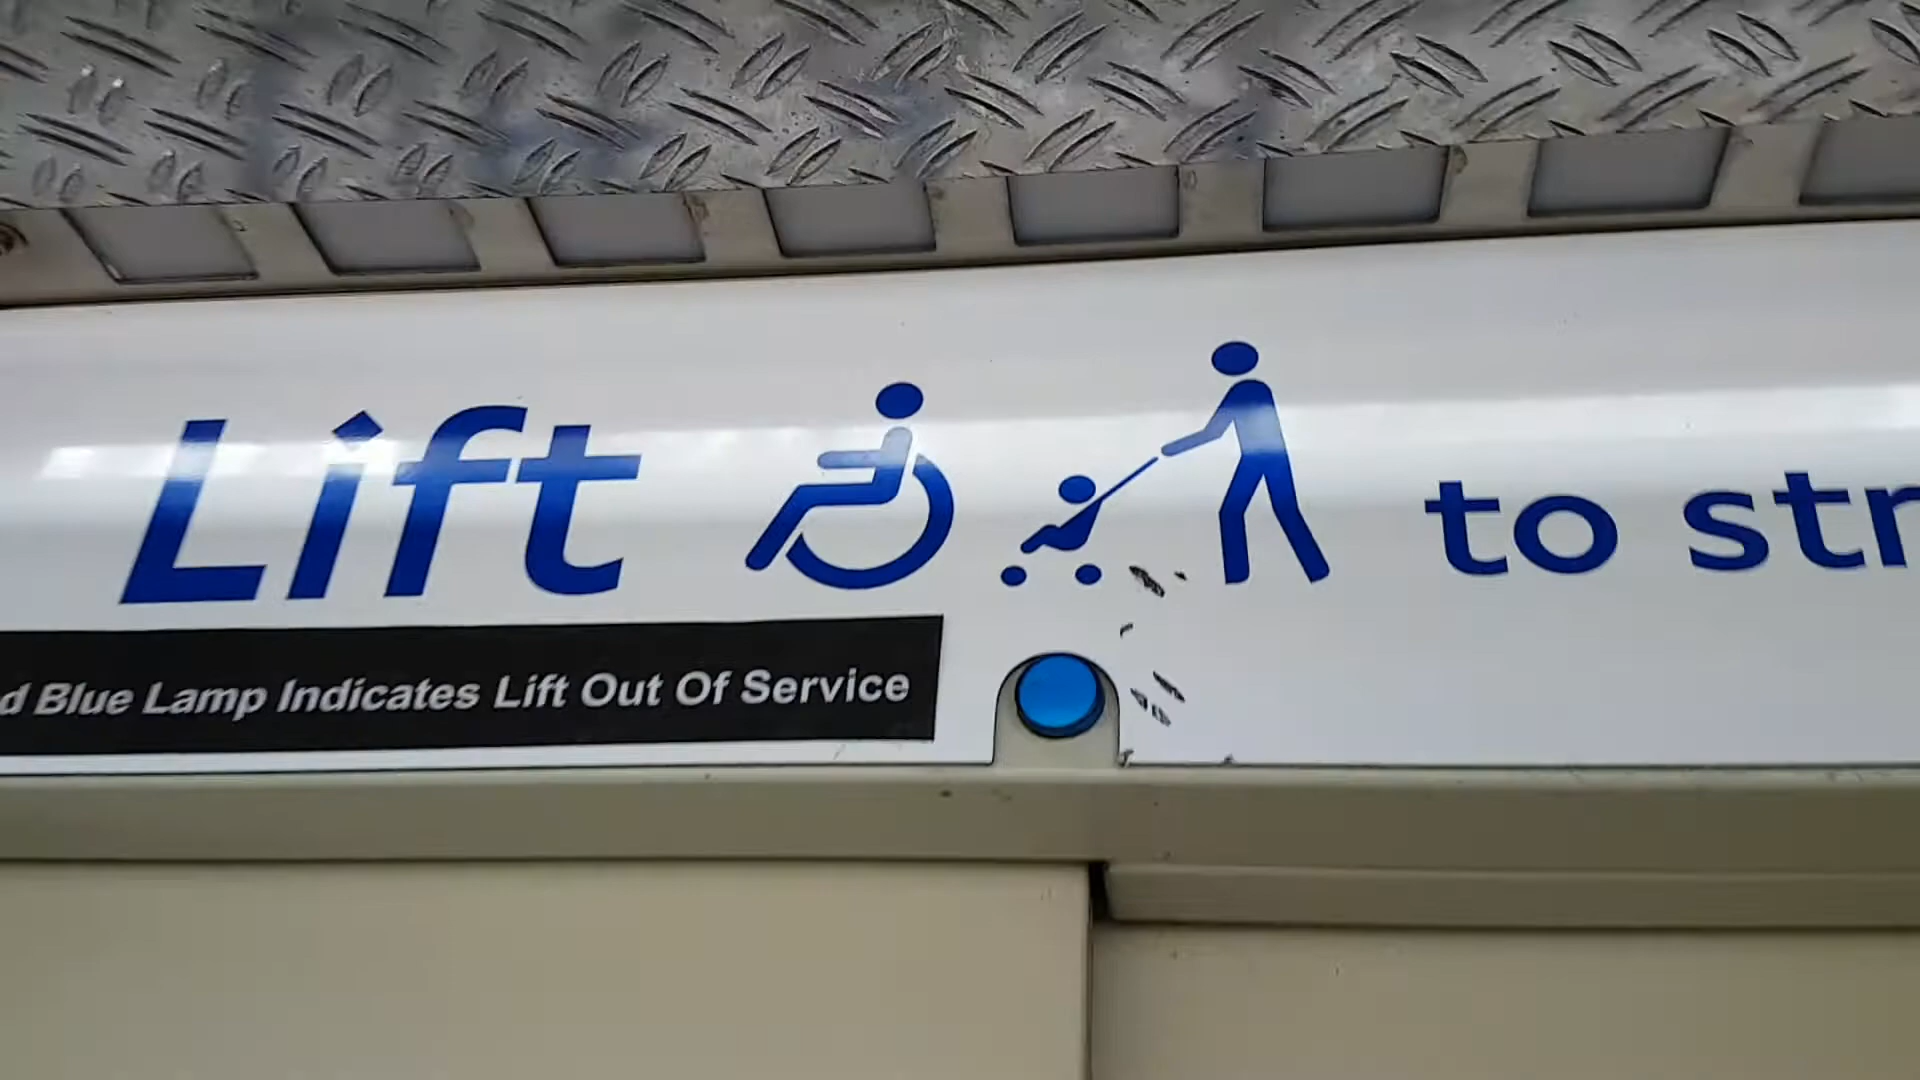 Lift to str
d Blue Lamp Indicates Lift Out Of Service